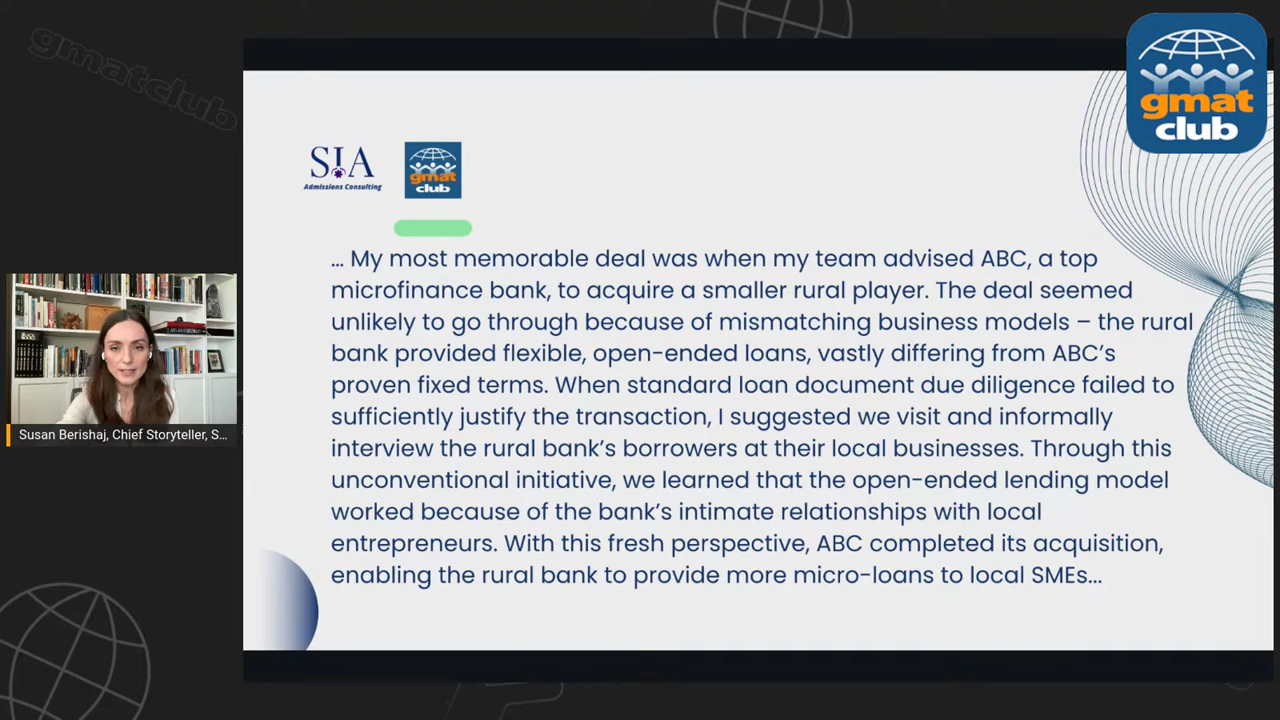 gmatclub
gmat
club
SIA
Admissions Consulting
gmat
club
... My most memorable deal was when my team advised ABC, a top
microfinance bank, to acquire a smaller rural player. The deal seemed
unlikely to go through because of mismatching business models – the rural
bank provided flexible, open-ended loans, vastly differing from ABC’s
proven fixed terms. When standard loan document due diligence failed to
sufficiently justify the transaction, I suggested we visit and informally
interview the rural bank’s borrowers at their local businesses. Through this
unconventional initiative, we learned that the open-ended lending model
worked because of the bank’s intimate relationships with local
entrepreneurs. With this fresh perspective, ABC completed its acquisition,
enabling the rural bank to provide more micro-loans to local SMEs...
Susan Berishaj, Chief Storyteller, S...